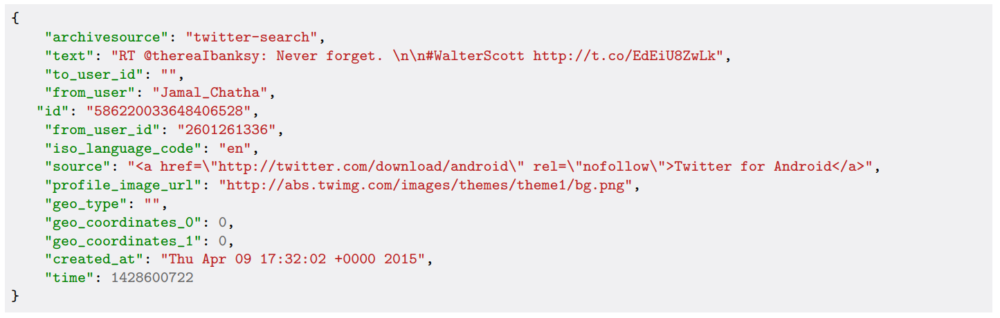 {
"archivesource": "twitter-search",
"text": "RT @thereaIbanksy: Never forget. \n\n#WalterScott http://t.co/EdEiU8ZwLk",
"to_user_id": "",
"from_user": "Jamal_Chatha",
"id": "586220033648406528",
"from_user_id": "2601261336",
"iso_language_code": "en",
"source": "<a href=\"http://twitter.com/download/android\" rel=\"nofollow\">Twitter for Android</a>",
"profile_image_url": "http://abs.twimg.com/images/themes/theme1/bg.png",
"geo_type": "",
"geo_coordinates_0": 0,
"geo_coordinates_1": 0,
"created_at": "Thu Apr 09 17:32:02 +0000 2015",
"time": 1428600722
}